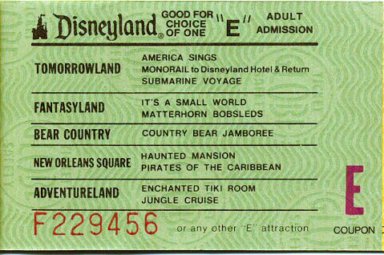 Disneyland® GOOD FOR CHOICE OF ONE "E" ADULT ADMISSION
TOMORROWLAND
AMERICA SINGS
MONORAIL to Disneyland Hotel & Return
SUBMARINE VOYAGE
FANTASYLAND
IT'S A SMALL WORLD
MATTERHORN BOBSLEDS
BEAR COUNTRY
COUNTRY BEAR JAMBOREE
NEW ORLEANS SQUARE
HAUNTED MANSION
PIRATES OF THE CARIBBEAN
ADVENTURELAND
ENCHANTED TIKI ROOM
JUNGLE CRUISE
F229456
or any other "E" attraction
E
COUPON